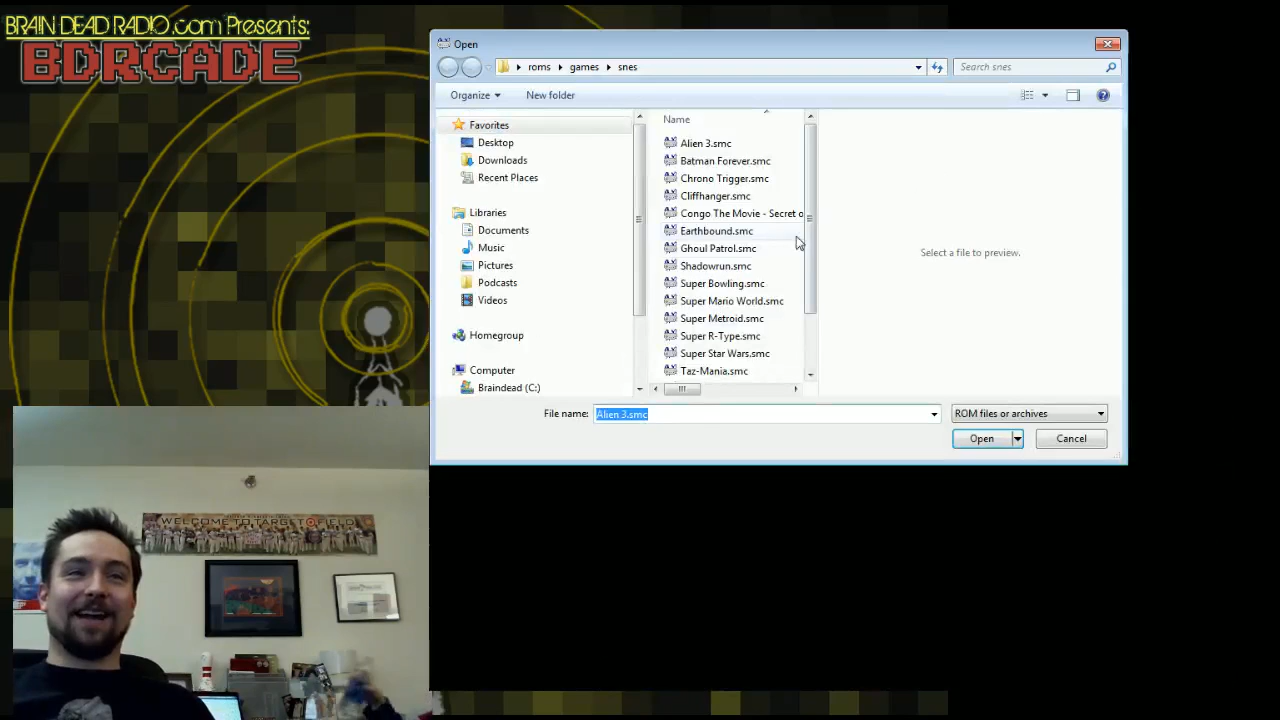 BRAIN DEAD RADIO.com Presents:
BDRCADE
Open
roms games snes
Search snes
Organize
New folder
Favorites
Desktop
Downloads
Recent Places
Libraries
Documents
Music
Pictures
Podcasts
Videos
Homegroup
Computer
Braindead (C:)
Name
Alien 3.smc
Batman Forever.smc
Chrono Trigger.smc
Cliffhanger.smc
Congo The Movie - Secret o
Earthbound.smc
Ghoul Patrol.smc
Shadowrun.smc
Super Bowling.smc
Super Mario World.smc
Super Metroid.smc
Super R-Type.smc
Super Star Wars.smc
Taz-Mania.smc
Select a file to preview.
File name:
Alien 3.smc
ROM files or archives
Open
Cancel
WELCOME TO TARGET FIELD